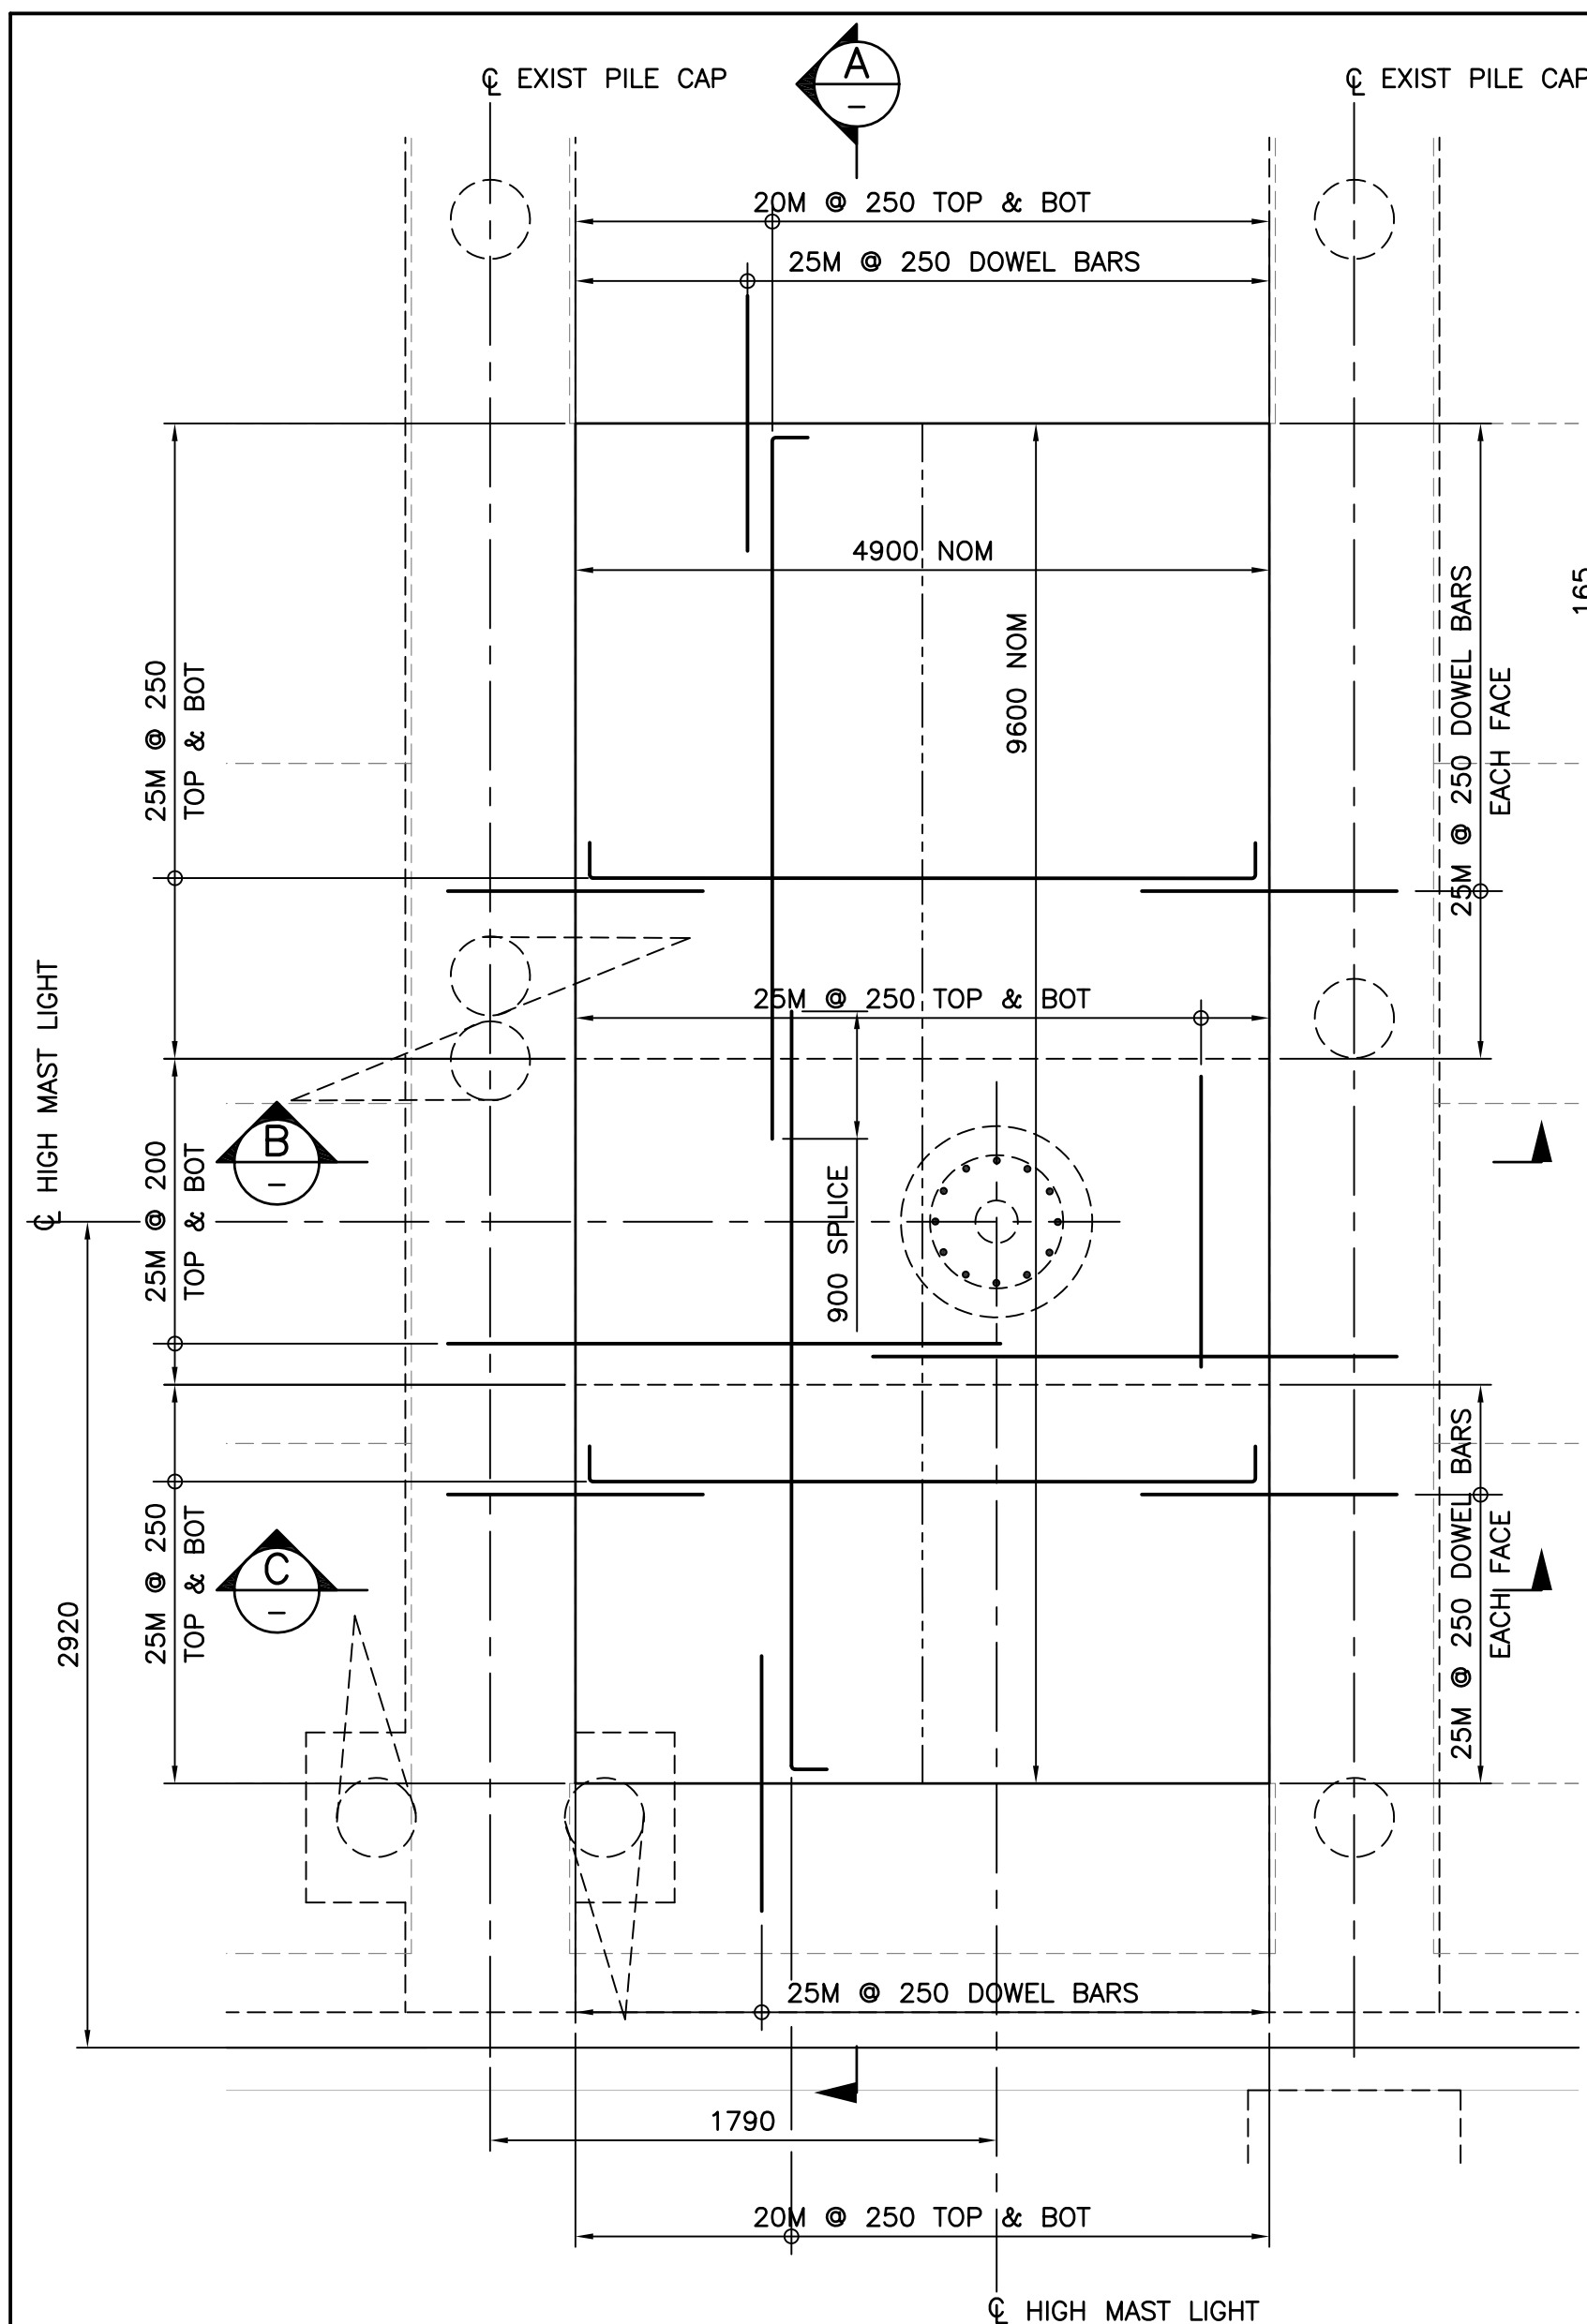 ℄ EXIST PILE CAP
A
-
℄ EXIST PILE CAP
20M @ 250 TOP & BOT
25M @ 250 DOWEL BARS
4900 NOM
9600 NOM
165
25M @ 250
TOP & BOT
25M @ 250 DOWEL BARS
EACH FACE
25M @ 250 TOP & BOT
℄ HIGH MAST LIGHT
B
-
25M @ 200
TOP & BOT
900 SPLICE
25M @ 250
TOP & BOT
25M @ 250 DOWEL BARS
EACH FACE
C
-
2920
25M @ 250 DOWEL BARS
1790
20M @ 250 TOP & BOT
℄ HIGH MAST LIGHT